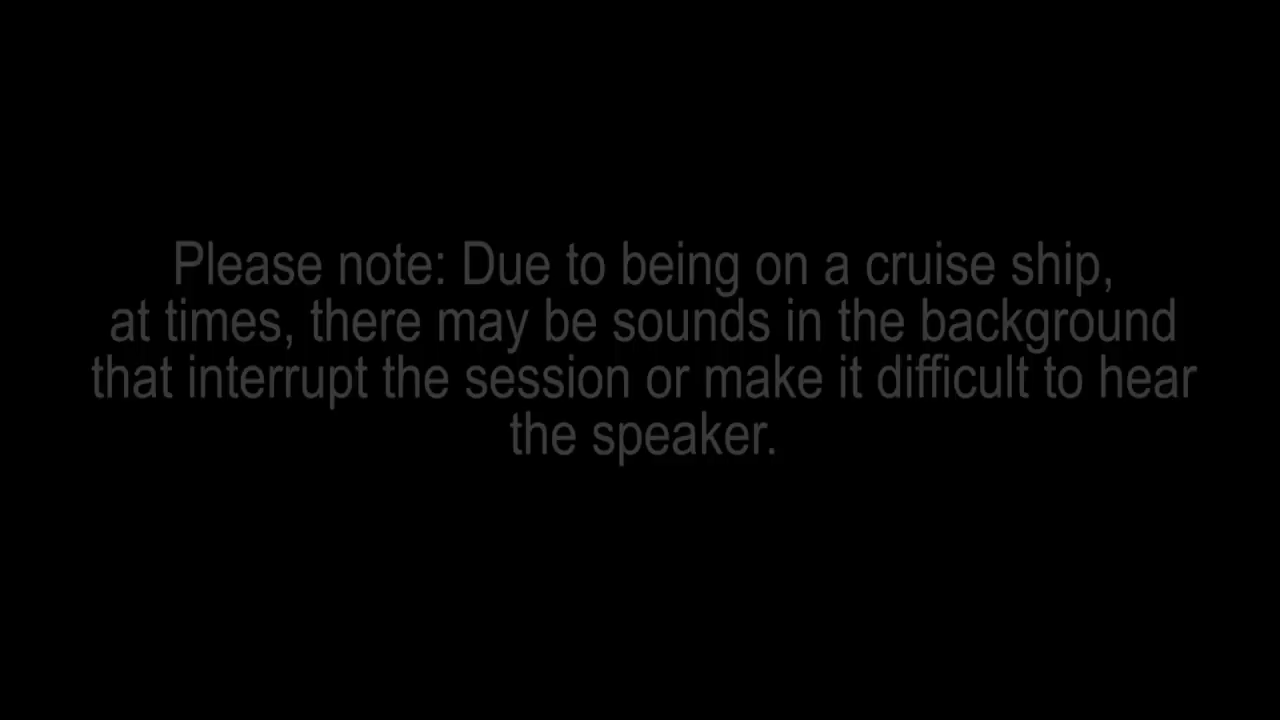 Please note: Due to being on a cruise ship,
at times, there may be sounds in the background
that interrupt the session or make it difficult to hear
the speaker.